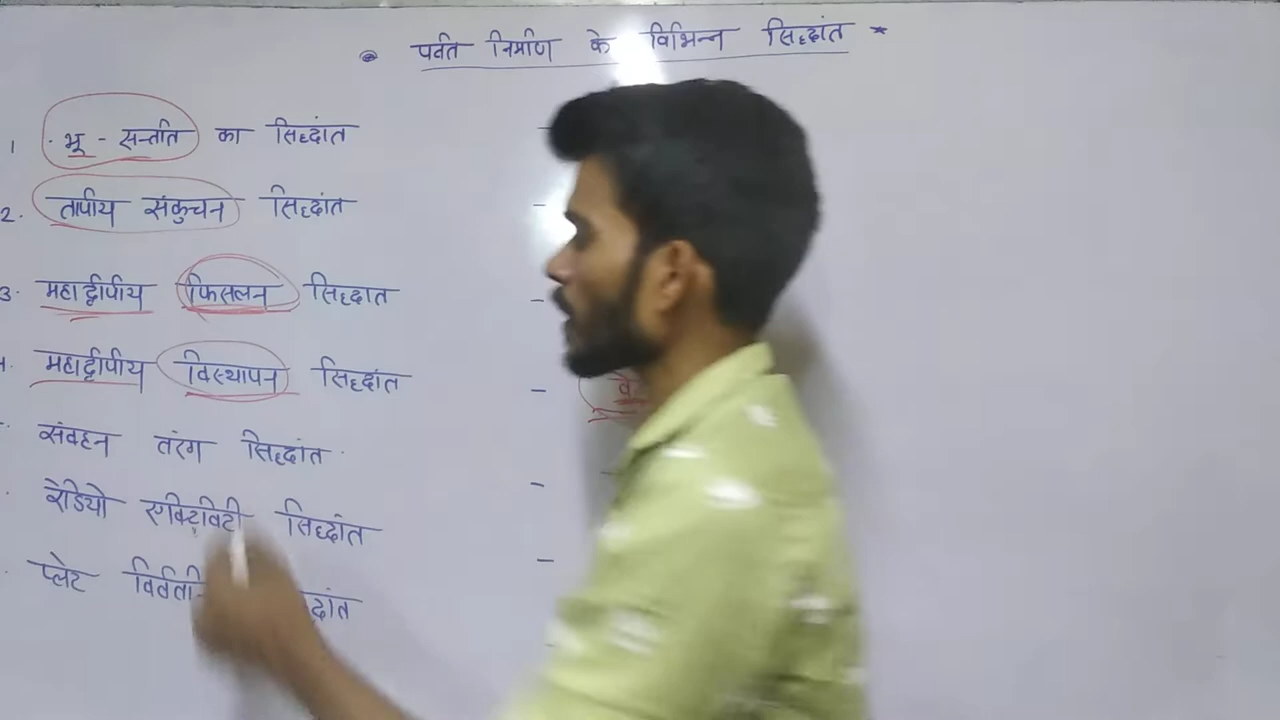 पर्वत निर्माण के विभिन्न सिद्धांत *
1 भू - सन्नति का सिद्धांत -
2. तापीय संकुचन सिद्धांत -
3. महाद्वीपीय फिसलन सिद्धांत -
महाद्वीपीय विस्थापन सिद्धांत - वे
संवहन तरंग सिद्धांत -
रेडियो एक्टिविटी सिद्धांत -
प्लेट